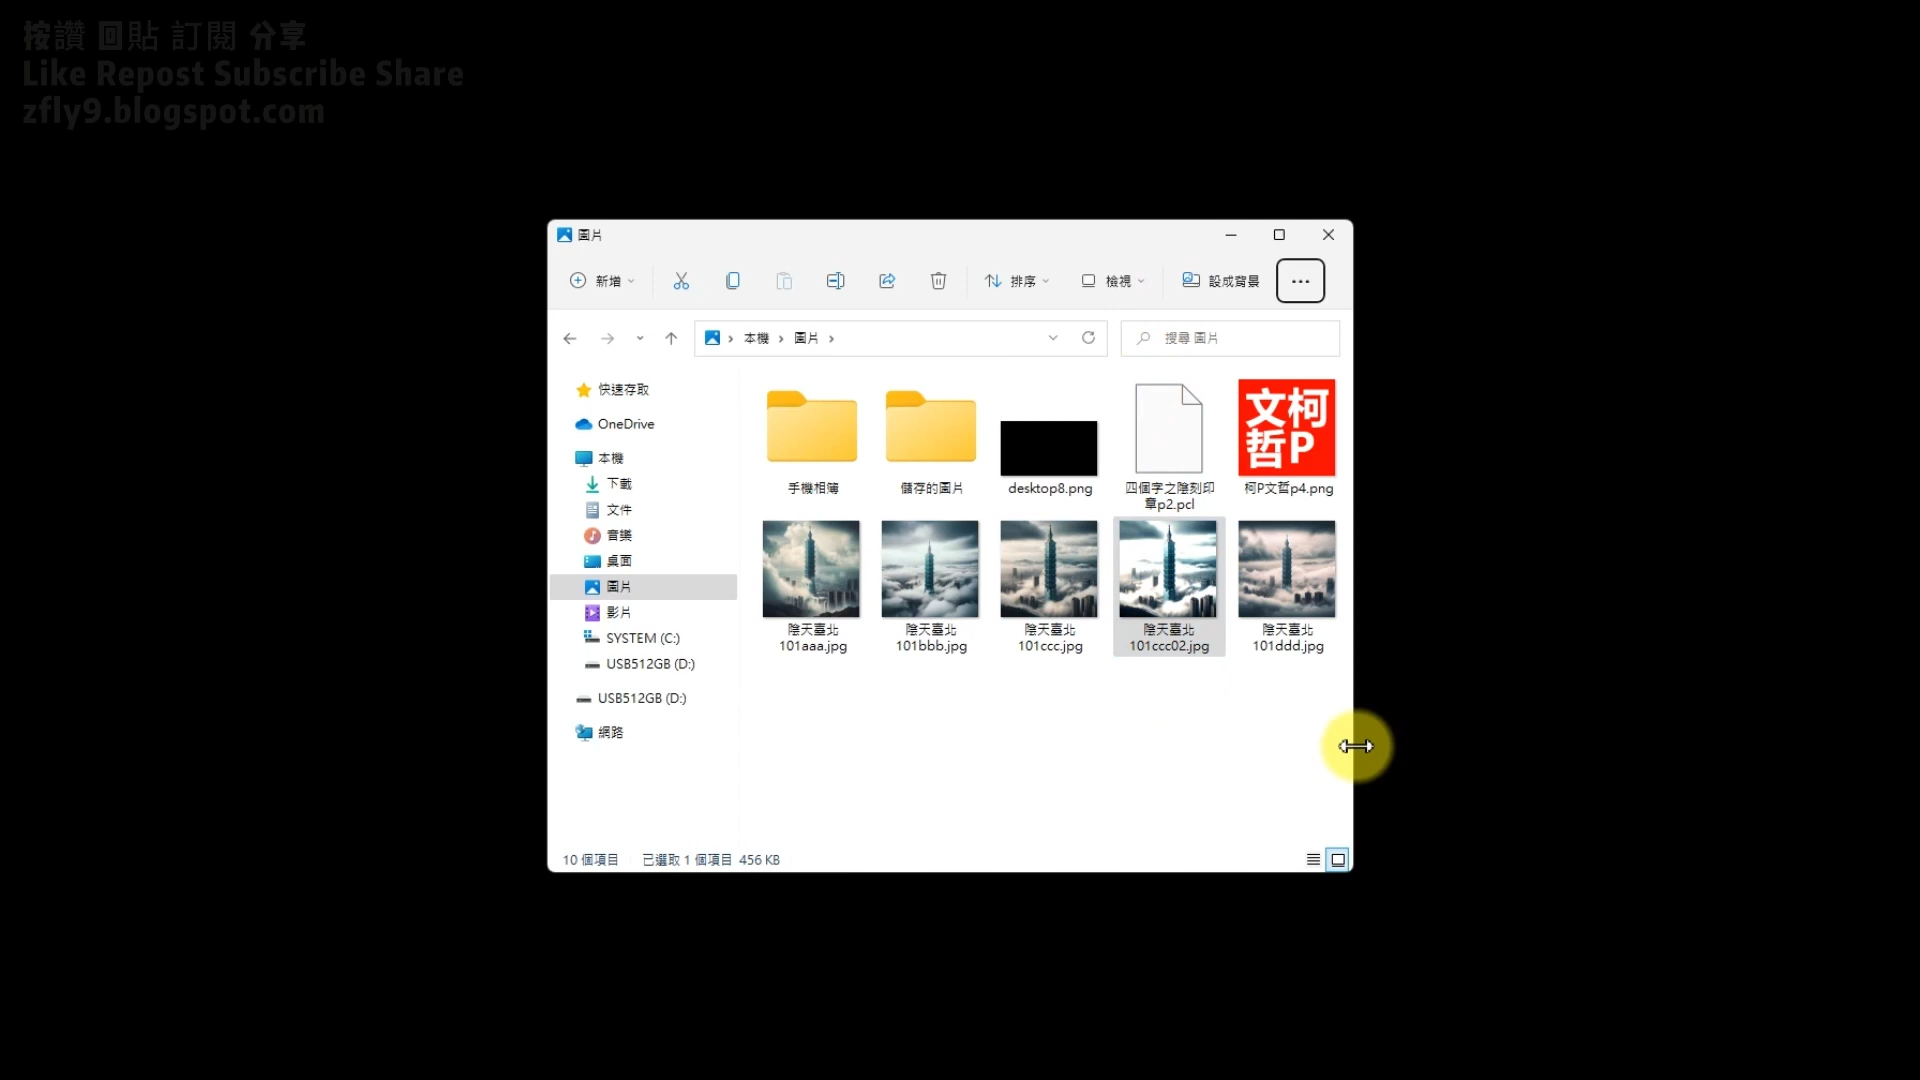 按讚 回貼 訂閱 分享
Like Repost Subscribe Share
zfly9.blogspot.com
圖片
新增
排序
檢視
設成背景
本機
圖片
搜尋 圖片
快速存取
OneDrive
本機
下載
文件
音樂
桌面
圖片
影片
SYSTEM (C:)
USB512GB (D:)
USB512GB (D:)
網路
文柯
哲P
手機相簿
儲存的圖片
desktop8.png
四個字之陰刻印
章p2.pcl
柯P文哲p4.png
陰天臺北
101aaa.jpg
陰天臺北
101bbb.jpg
陰天臺北
101ccc.jpg
陰天臺北
101ccc02.jpg
陰天臺北
101ddd.jpg
10 個項目
已選取 1 個項目 456 KB